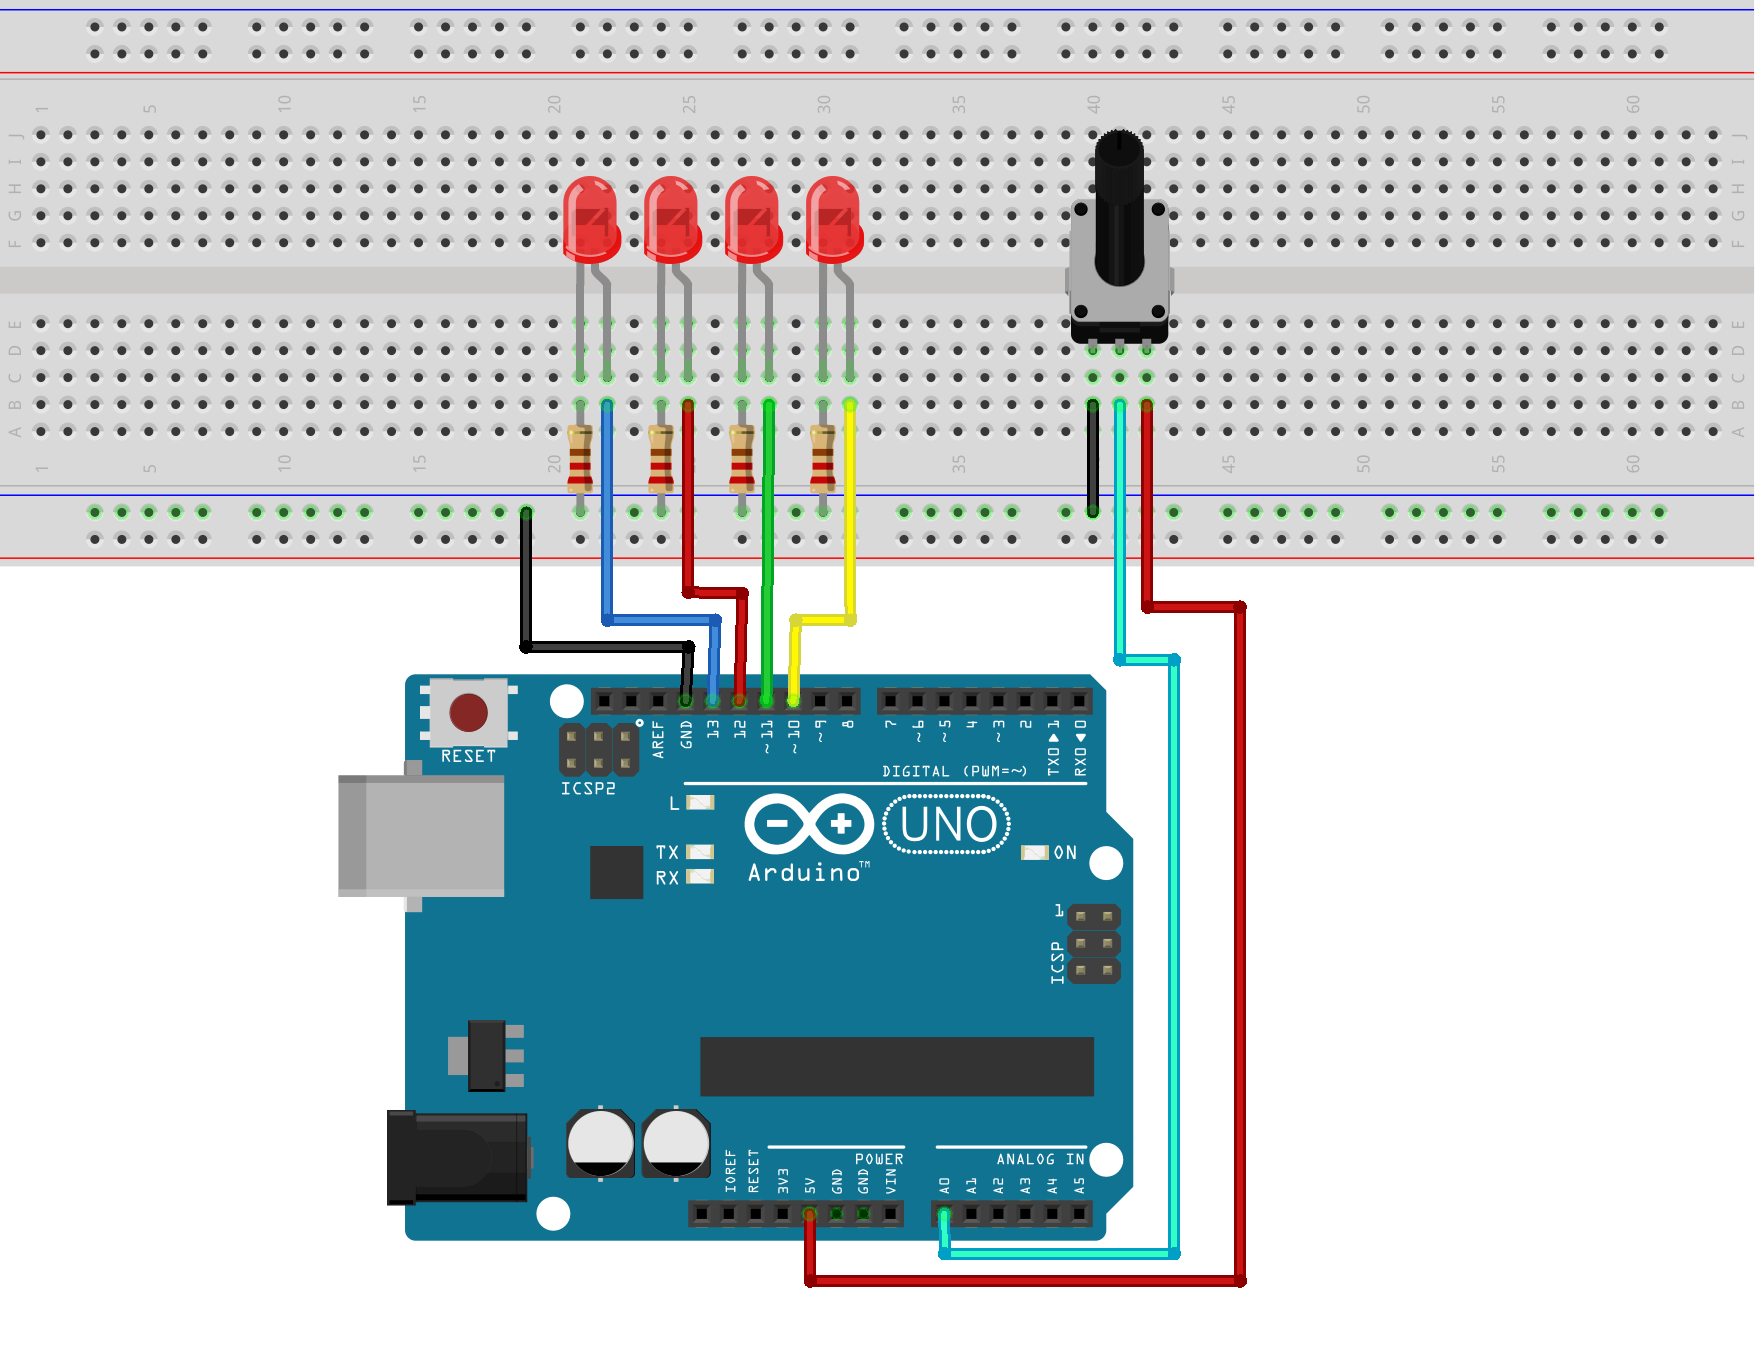 1 5 10 15 20 25 30 35 40 45 50 55 60
J J
I I
H H
G G
F F
E E
D D
C C
B B
A A
1 5 10 15 20 35 45 50 55 60
RESET
AREF GND 13 12 ~11 ~10 ~9 8 7 ~6 ~5 4 ~3 2 TX0▶1 RX0◀0
DIGITAL (PWM=~)
ICSP2
L
TX
RX
UNO
Arduino™
ON
1
ICSP
POWER
ANALOG IN
IOREF RESET 3V3 5V GND GND VIN A0 A1 A2 A3 A4 A5